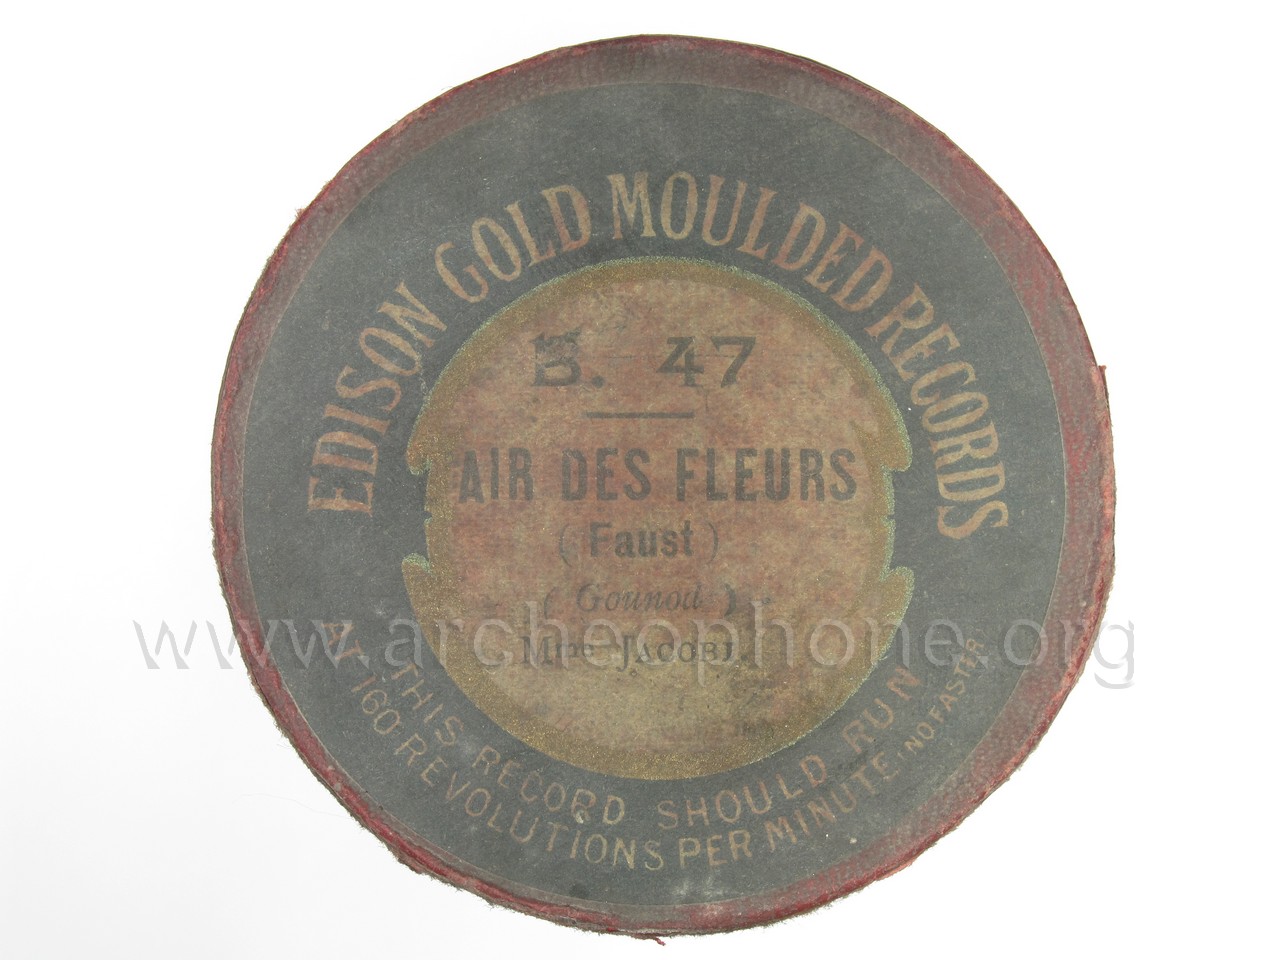 EDISON GOLD MOULDED RECORDS
B. 47
AIR DES FLEURS
(Faust)
(Gounod)
Mme JACOBI.
www.archeophone.org
THIS RECORD SHOULD RUN
AT 160 REVOLUTIONS PER MINUTE, NO FASTER